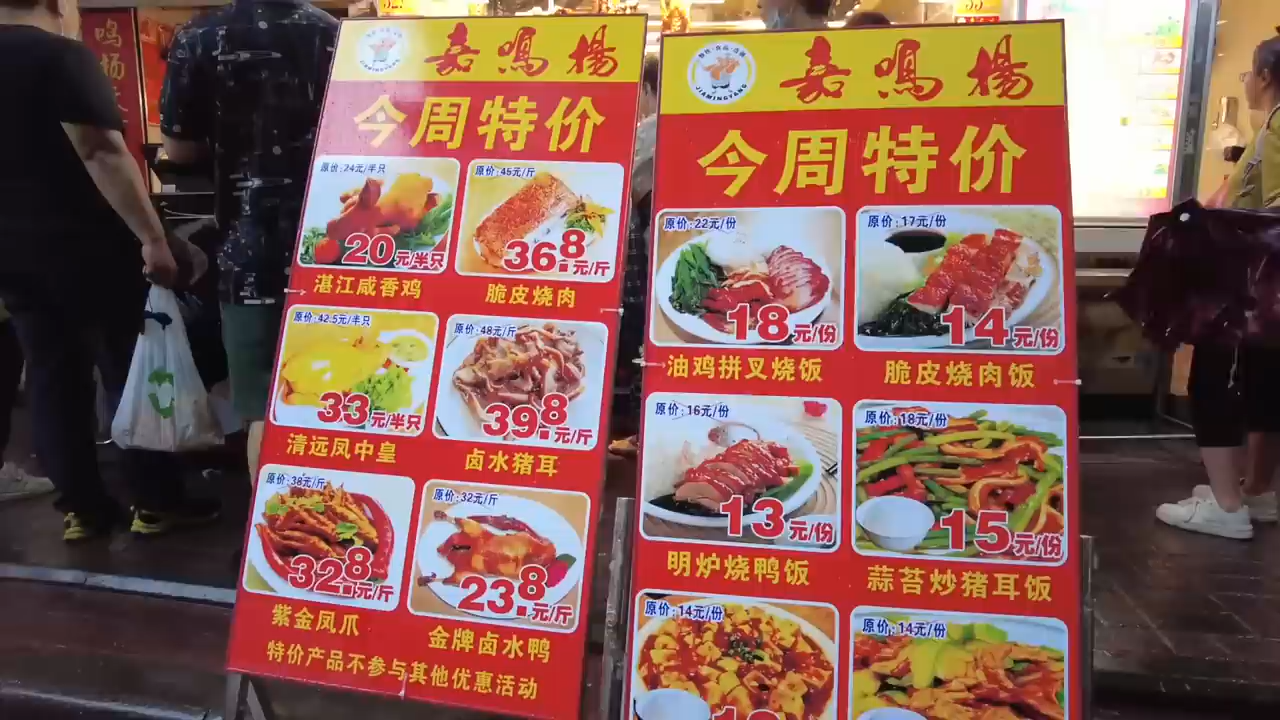 嘉鳴楊
JIAMINGYANG
今周特价
原价:24元/半只
20元/半只
湛江咸香鸡
原价:45元/斤
36.8元/斤
脆皮烧肉
原价:42.5元/半只
33元/半只
清远凤中皇
原价:48元/斤
39.8元/斤
卤水猪耳
原价:38元/斤
32.8元/斤
紫金凤爪
原价:32元/斤
23.8元/斤
金牌卤水鸭
特价产品不参与其他优惠活动
嘉鳴楊
JIAMINGYANG
今周特价
原价:22元/份
18元/份
油鸡拼叉烧饭
原价:17元/份
14元/份
脆皮烧肉饭
原价:16元/份
13元/份
明炉烧鸭饭
原价:18元/份
15元/份
蒜苔炒猪耳饭
原价:14元/份
原价:14元/份